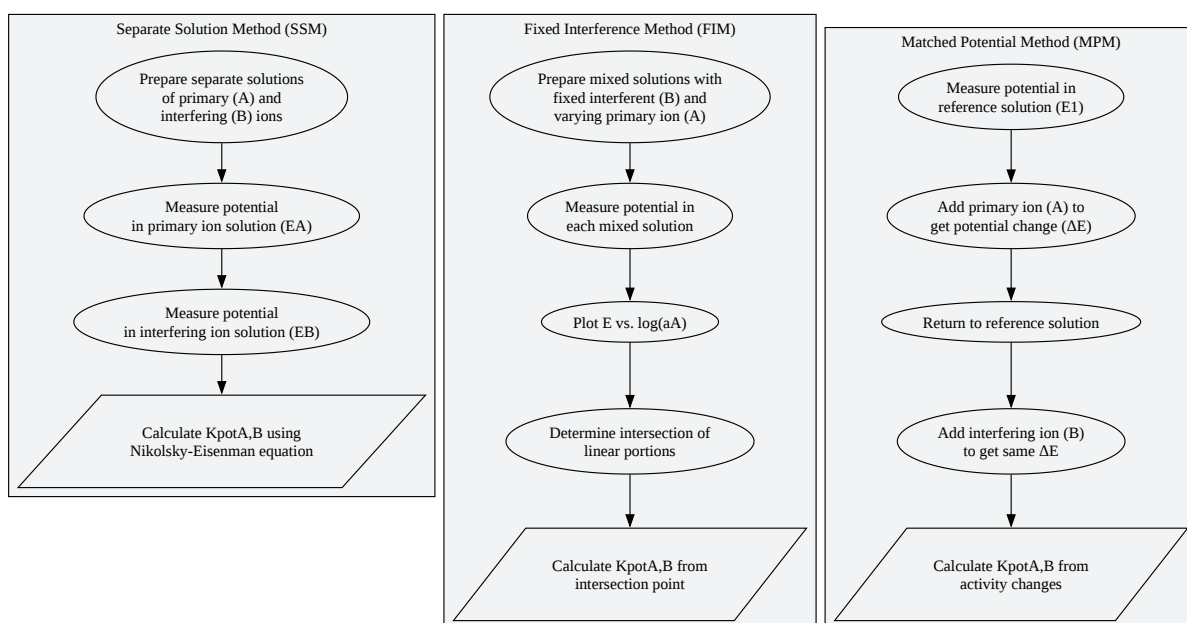 Separate Solution Method (SSM)
Prepare separate solutions
of primary (A) and
interfering (B) ions
Measure potential
in primary ion solution (EA)
Measure potential
in interfering ion solution (EB)
Calculate KpotA,B using
Nikolsky-Eisenman equation
Fixed Interference Method (FIM)
Prepare mixed solutions with
fixed interferent (B) and
varying primary ion (A)
Measure potential in
each mixed solution
Plot E vs. log(aA)
Determine intersection of
linear portions
Calculate KpotA,B from
intersection point
Matched Potential Method (MPM)
Measure potential in
reference solution (E1)
Add primary ion (A) to
get potential change (ΔE)
Return to reference solution
Add interfering ion (B)
to get same ΔE
Calculate KpotA,B from
activity changes